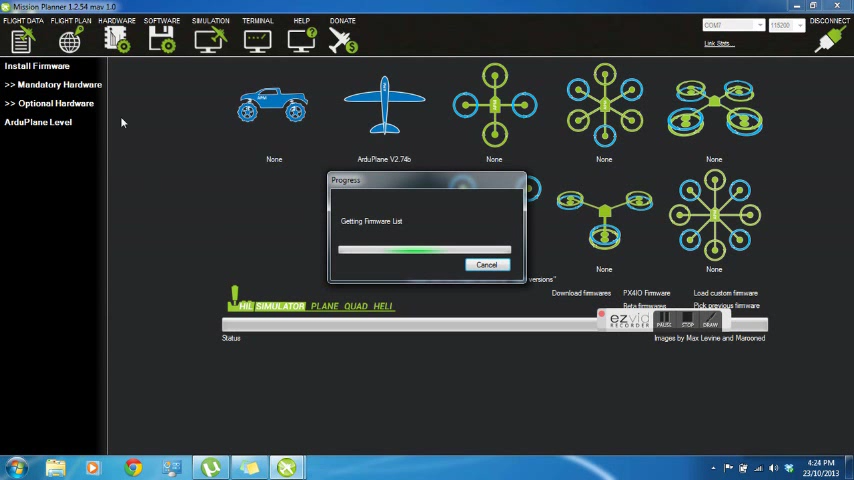 Mission Planner 1.2.54 mav 1.0
FLIGHT DATA FLIGHT PLAN HARDWARE SOFTWARE SIMULATION TERMINAL HELP DONATE
COM7 115200 DISCONNECT
Link Stats...
Install Firmware
>> Mandatory Hardware
>> Optional Hardware
ArduPlane Level
None ArduPlane V2.74b None None None
Progress
Getting Firmware List
Cancel
None None
versions"
Download firmwares PX4IO Firmware Load custom firmware
Beta firmwares Pick previous firmware
HIL SIMULATOR PLANE QUAD HELI
ezvid
RECORDER
PAUSE STOP DRAW
Status Images by Max Levine and Marooned
4:24 PM
23/10/2013